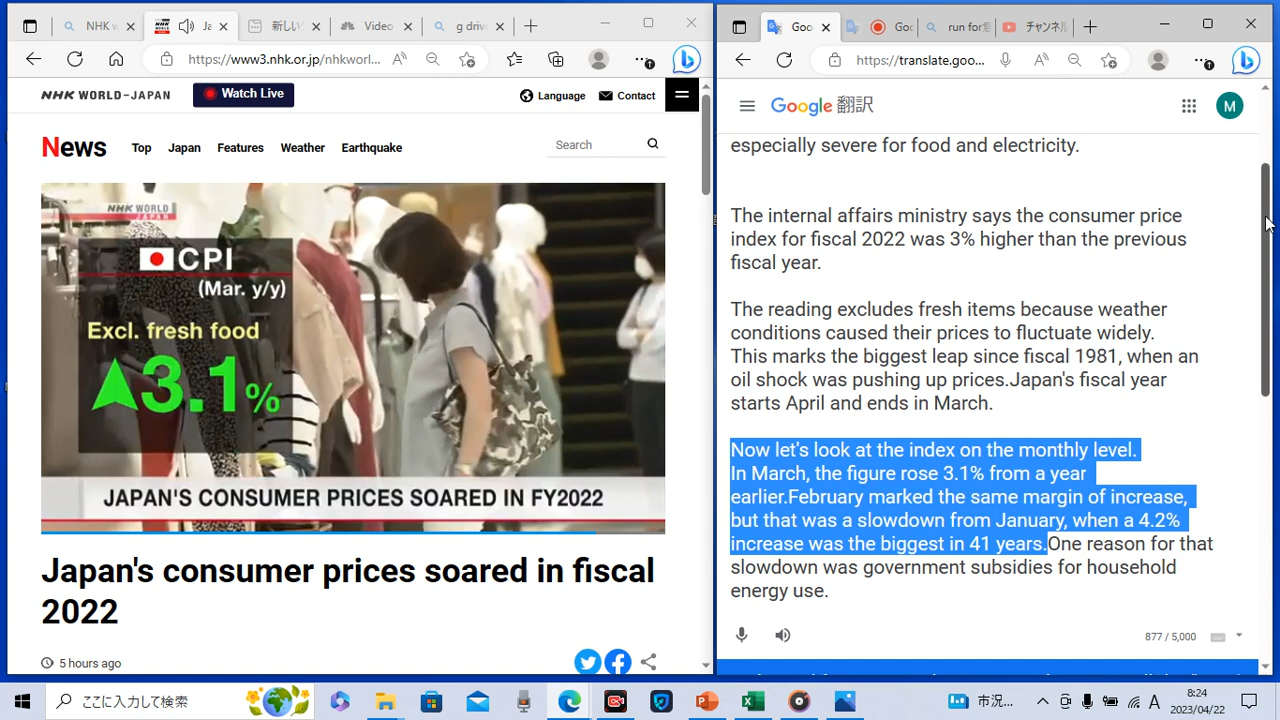 NHK w
Ja
新しい
Video
g driv
https://www3.nhk.or.jp/nhkworl...
NHK WORLD-JAPAN
Watch Live
Language
Contact
News
Top
Japan
Features
Weather
Earthquake
Search
NHK WORLD
JAPAN
CPI
(Mar. y/y)
Excl. fresh food
▲3.1%
JAPAN'S CONSUMER PRICES SOARED IN FY2022
Japan's consumer prices soared in fiscal
2022
5 hours ago
Goo
Goo
run for意
チャンネル
https://translate.goo...
Google 翻訳
M
especially severe for food and electricity.
The internal affairs ministry says the consumer price
index for fiscal 2022 was 3% higher than the previous
fiscal year.
The reading excludes fresh items because weather
conditions caused their prices to fluctuate widely.
This marks the biggest leap since fiscal 1981, when an
oil shock was pushing up prices.Japan's fiscal year
starts April and ends in March.
Now let's look at the index on the monthly level.
In March, the figure rose 3.1% from a year
earlier.February marked the same margin of increase,
but that was a slowdown from January, when a 4.2%
increase was the biggest in 41 years.One reason for that
slowdown was government subsidies for household
energy use.
877 / 5,000
ここに入力して検索
市況...
A
8:24
2023/04/22